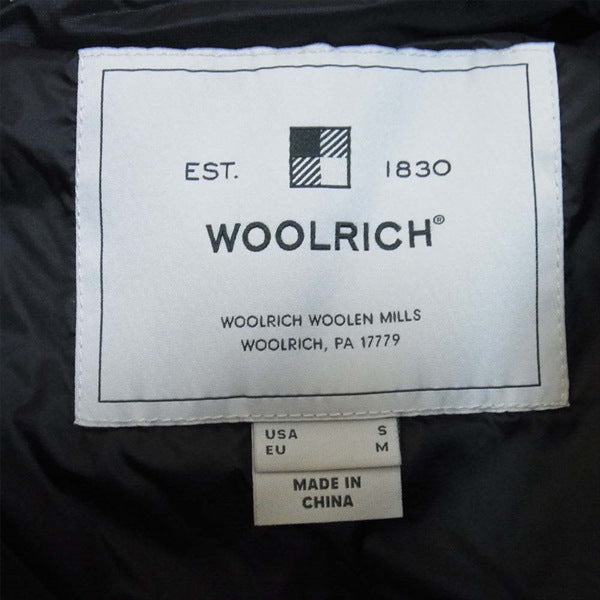 EST. 1830
WOOLRICH®
WOOLRICH WOOLEN MILLS
WOOLRICH, PA 17779
USA S
EU M
MADE IN
CHINA